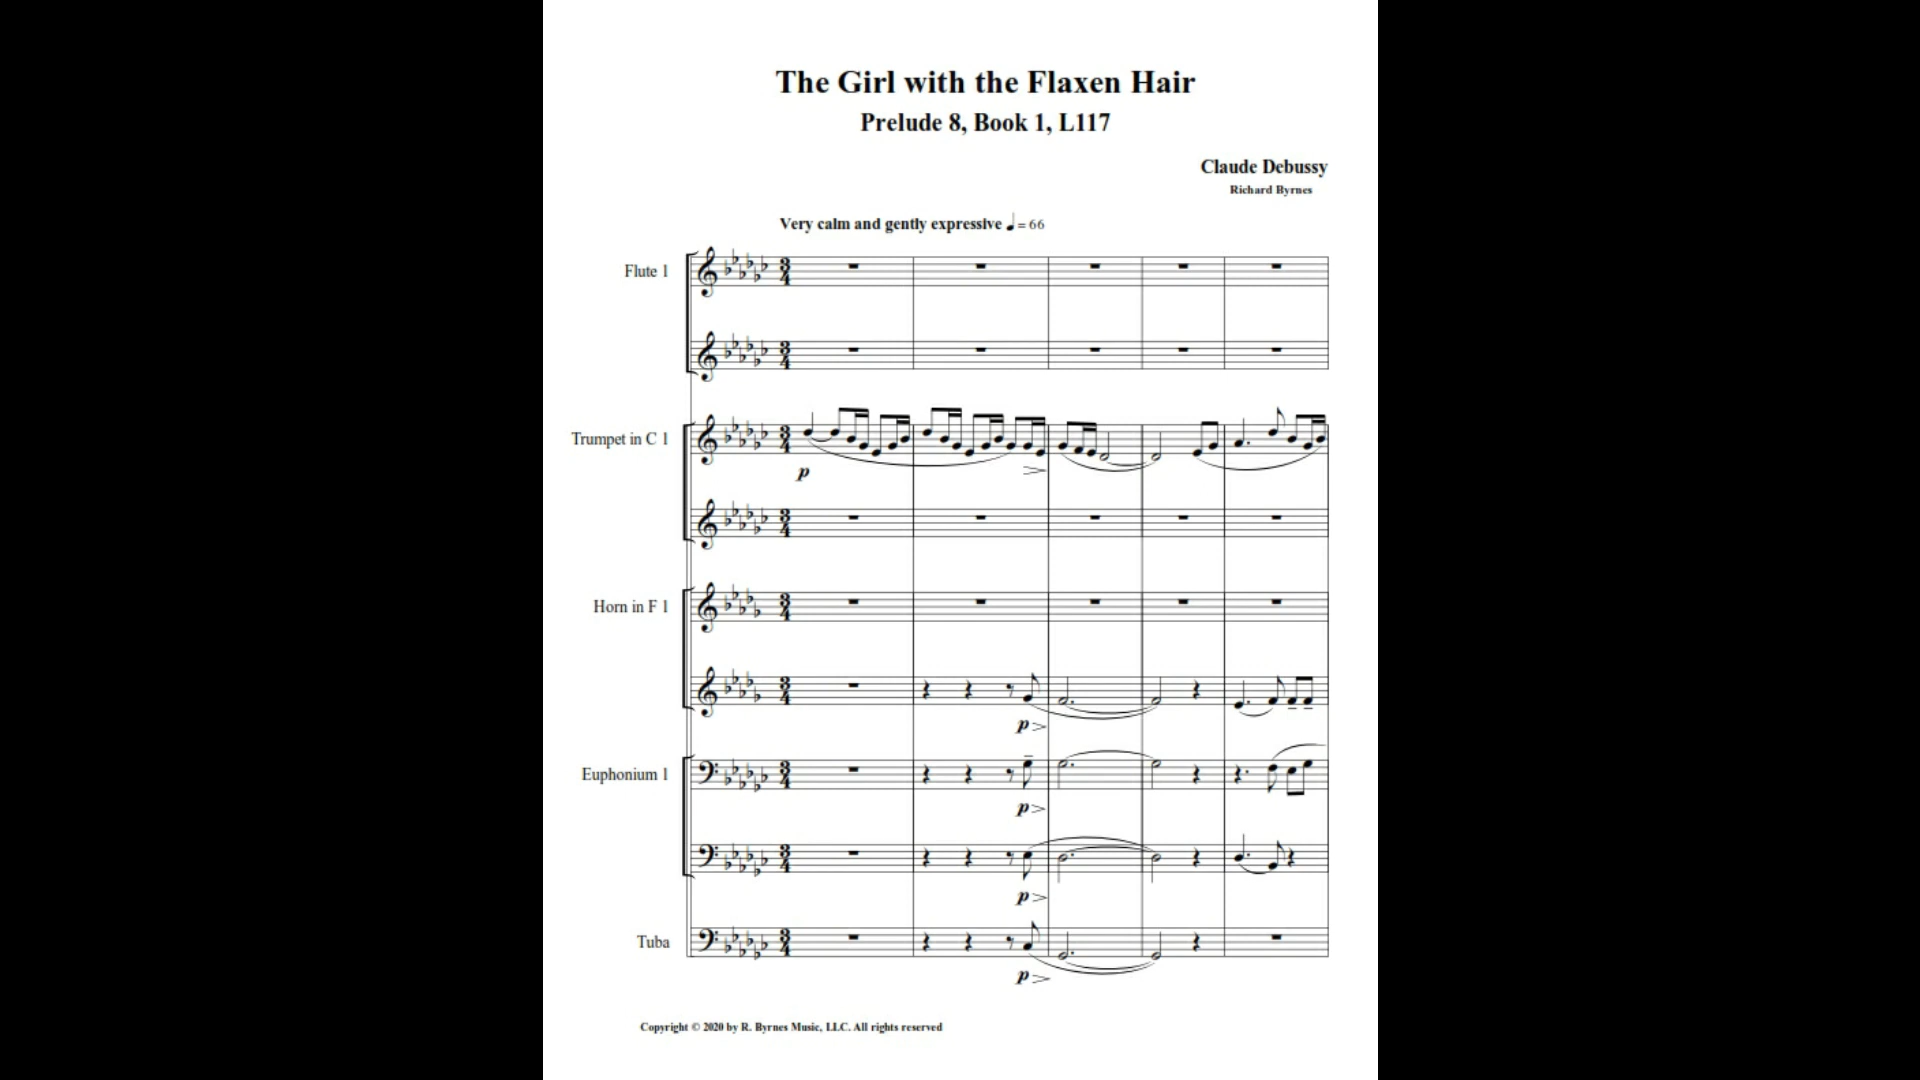 The Girl with the Flaxen Hair
Prelude 8, Book 1, L117
Claude Debussy
Richard Byrnes
Very calm and gently expressive ♩ = 66
Flute 1
Trumpet in C 1
p
Horn in F 1
p
Euphonium 1
p
p
Tuba
p
Copyright © 2020 by R. Byrnes Music, LLC. All rights reserved